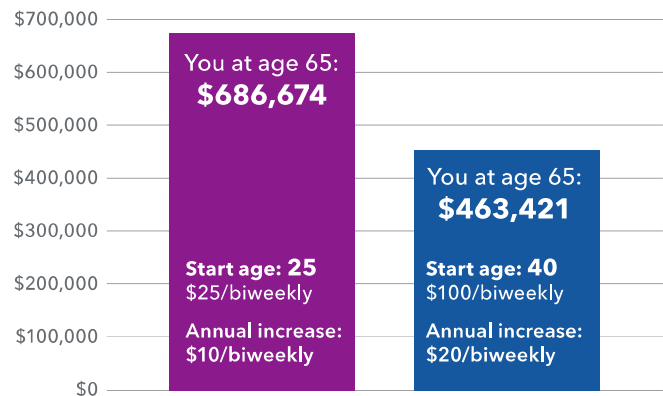 $700,000
$600,000
$500,000
$400,000
$300,000
$200,000
$100,000
$0
You at age 65:
$686,674
Start age: 25
$25/biweekly
Annual increase:
$10/biweekly
You at age 65:
$463,421
Start age: 40
$100/biweekly
Annual increase:
$20/biweekly